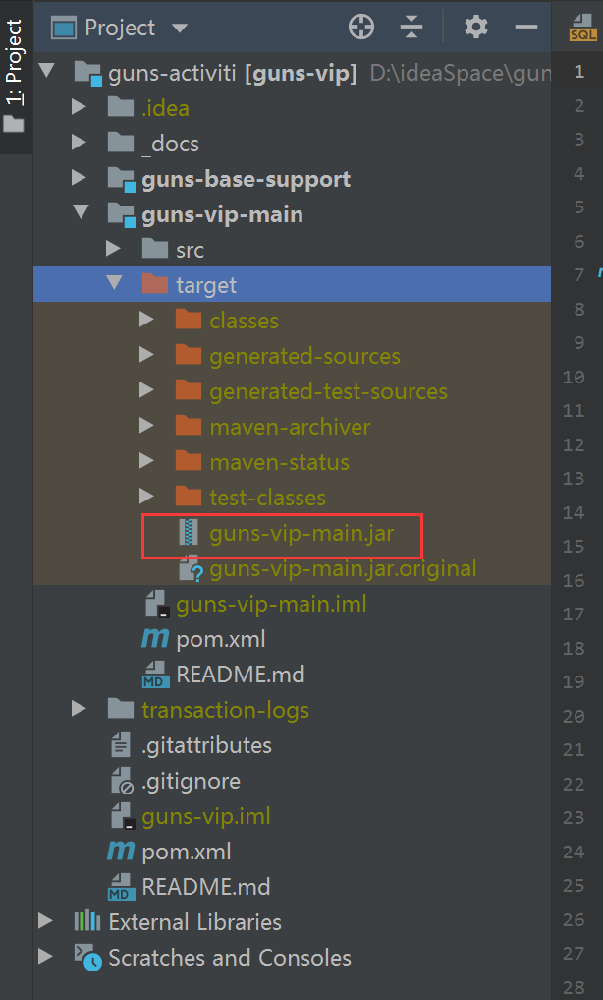 Project
1: Project
SQL
guns-activiti [guns-vip] D:\ideaSpace\gun
.idea
_docs
guns-base-support
guns-vip-main
src
target
classes
generated-sources
generated-test-sources
maven-archiver
maven-status
test-classes
guns-vip-main.jar
guns-vip-main.jar.original
guns-vip-main.iml
pom.xml
MD README.md
transaction-logs
.gitattributes
.gitignore
guns-vip.iml
pom.xml
MD README.md
External Libraries
Scratches and Consoles
1
2
3
4
5
6
7
8
9
10
11
12
13
14
15
16
17
18
19
20
21
22
23
24
25
26
27
28